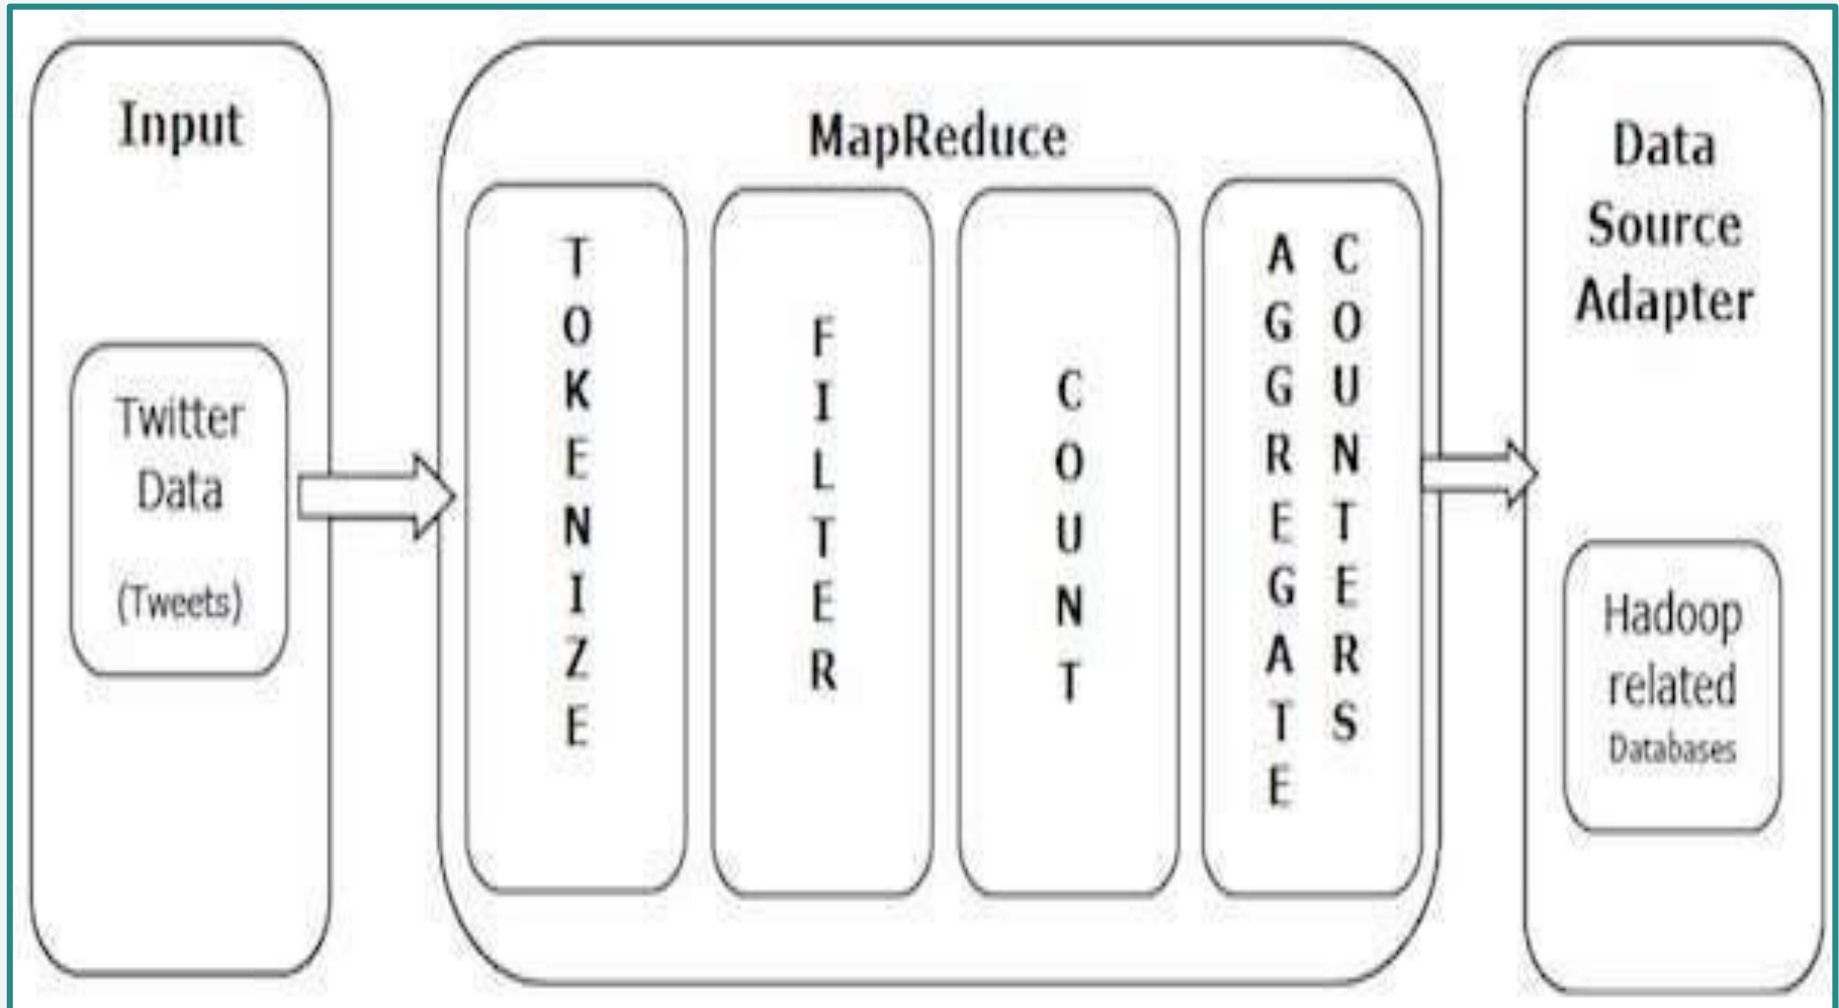 Input
Twitter
Data
(Tweets)
MapReduce
TOKENIZE
FILTER
COUNT
AGGREGATE
COUNTERS
Data
Source
Adapter
Hadoop
related
Databases